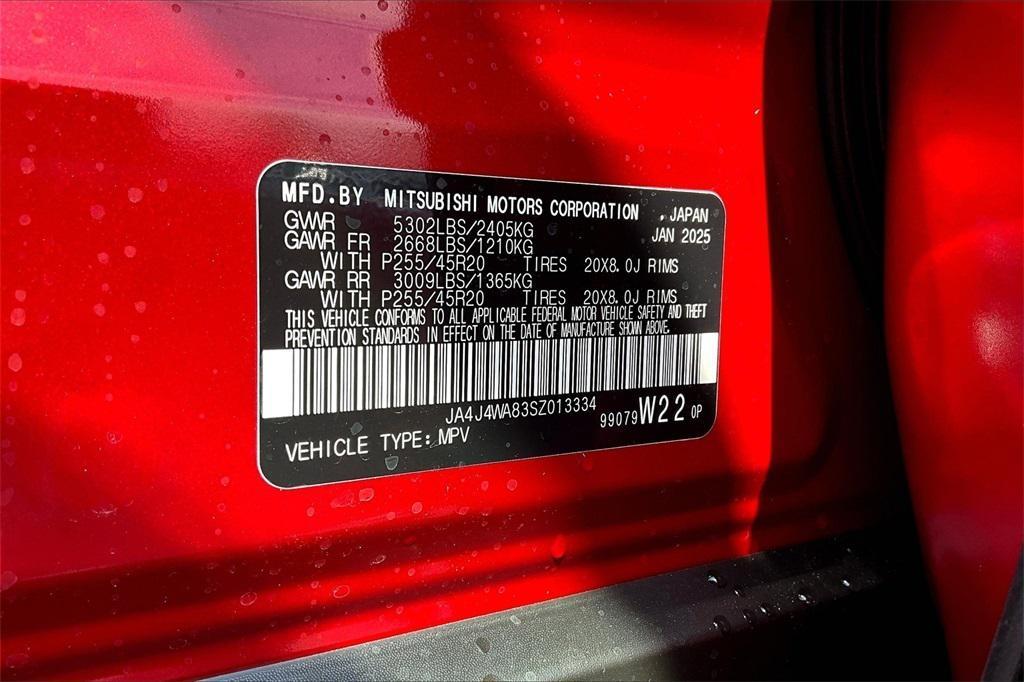 MFD.BY MITSUBISHI MOTORS CORPORATION , JAPAN
GVWR 5302LBS/2405KG JAN 2025
GAWR FR 2668LBS/1210KG
WITH P255/45R20 TIRES 20X8.0J RIMS
GAWR RR 3009LBS/1365KG
WITH P255/45R20 TIRES 20X8.0J RIMS
THIS VEHICLE CONFORMS TO ALL APPLICABLE FEDERAL MOTOR VEHICLE SAFETY AND THEFT
PREVENTION STANDARDS IN EFFECT ON THE DATE OF MANUFACTURE SHOWN ABOVE.
JA4J4WA83SZ013334
99079 W22 0P
VEHICLE TYPE: MPV